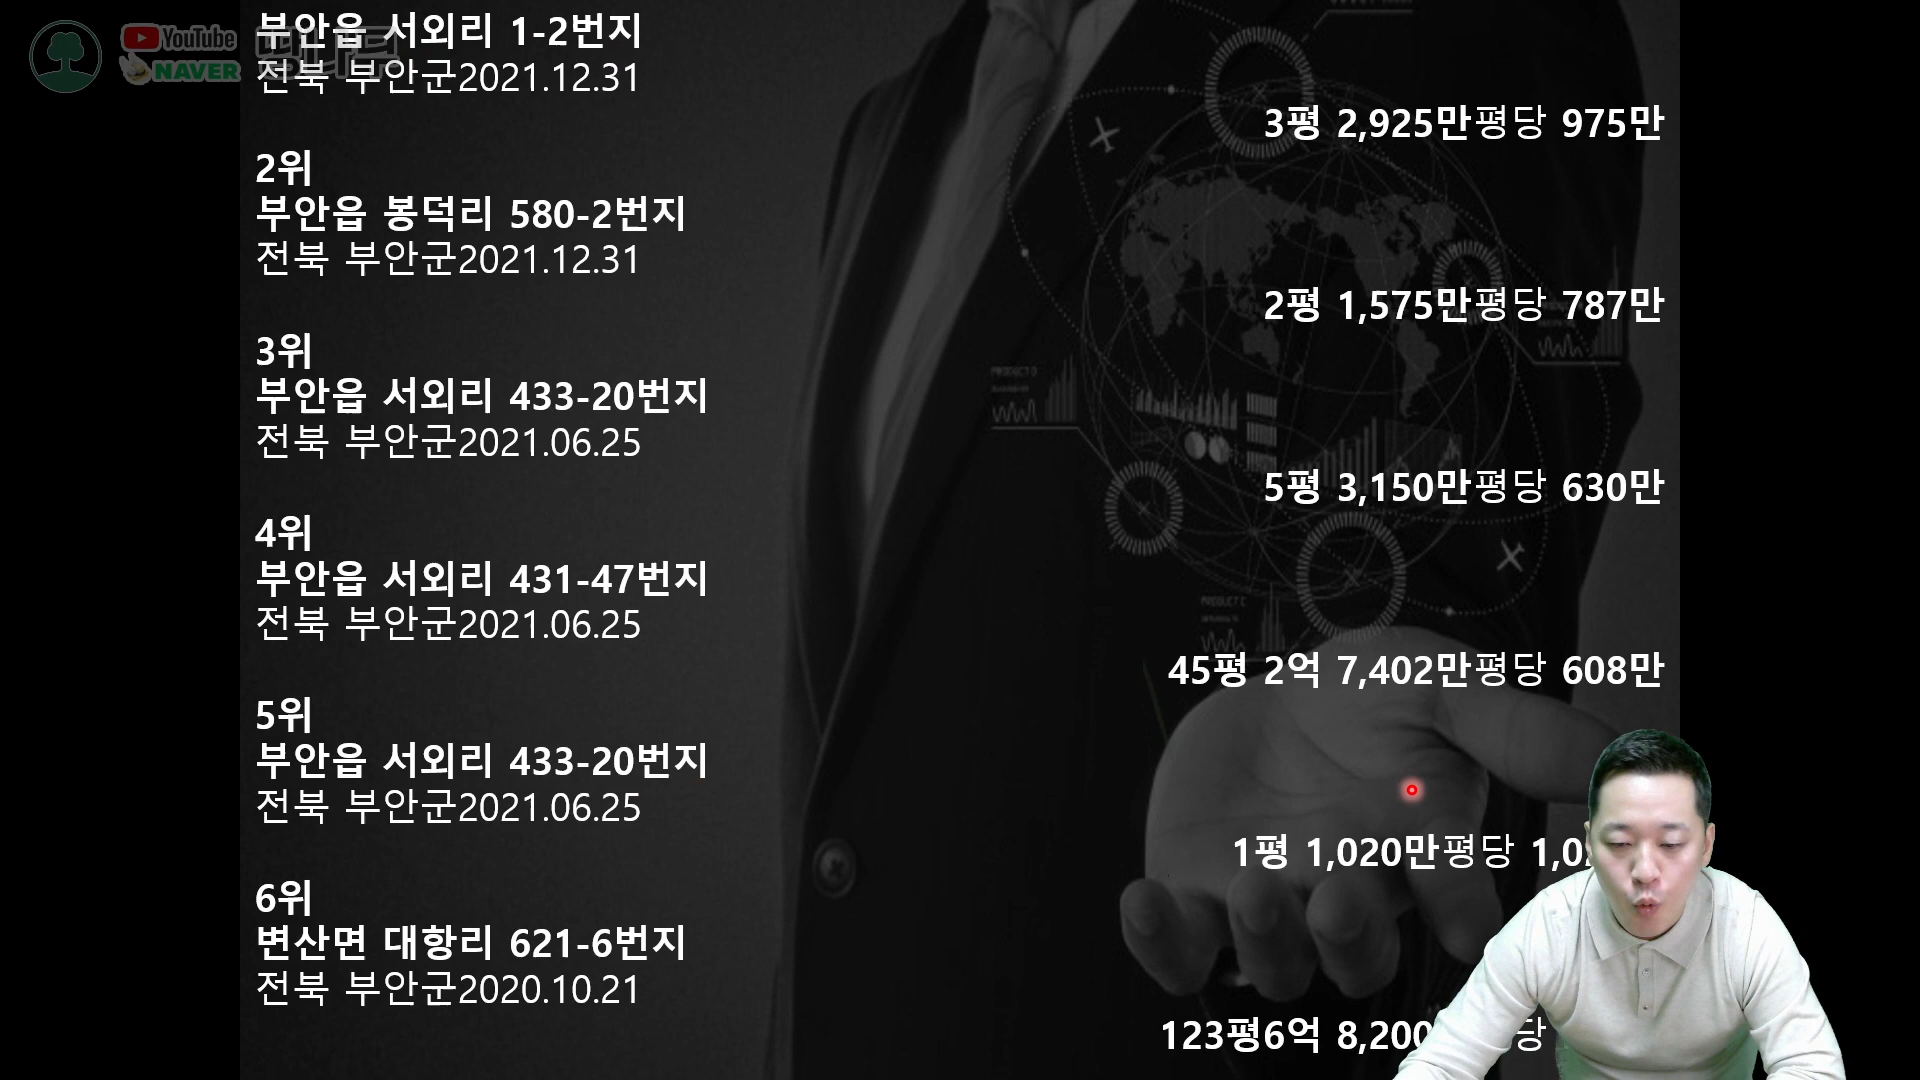 YouTube
NAVER
부안읍 서외리 1-2번지
전북 부안군2021.12.31
3평 2,925만평당 975만
2위
부안읍 봉덕리 580-2번지
전북 부안군2021.12.31
2평 1,575만평당 787만
3위
부안읍 서외리 433-20번지
전북 부안군2021.06.25
5평 3,150만평당 630만
4위
부안읍 서외리 431-47번지
전북 부안군2021.06.25
45평 2억 7,402만평당 608만
5위
부안읍 서외리 433-20번지
전북 부안군2021.06.25
1평 1,020만평당
6위
변산면 대항리 621-6번지
전북 부안군2020.10.21
123평6억 8,200